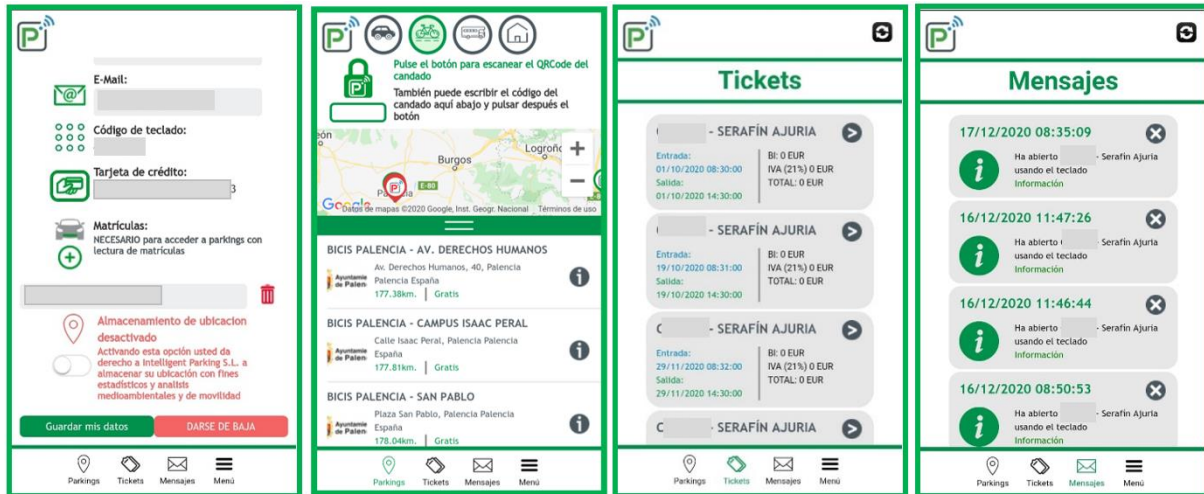 P
E-Mail:
Código de teclado:
Tarjeta de crédito:
3
Matrículas:
NECESARIO para acceder a parkings con
lectura de matrículas
Almacenamiento de ubicacion
desactivado
Activando esta opción usted da
derecho a Intelligent Parking S.L. a
almacenar su ubicación con fines
estadísticos y analisis
medioambientales y de movilidad
Guardar mis datos
DARSE DE BAJA
Parkings Tickets Mensajes Menú
P
Pulse el botón para escanear el QRCode del
candado
También puede escribir el código del
candado aquí abajo y pulsar después el
botón
P
eón
Burgos
Logroño
+
−
E-80
P
Google
Datos de mapas ©2020 Google, Inst. Geogr. Nacional
Términos de uso
BICIS PALENCIA - AV. DERECHOS HUMANOS
Ayuntamie
de Palen
Av. Derechos Humanos, 40, Palencia
Palencia España
177.38km. | Gratis
BICIS PALENCIA - CAMPUS ISAAC PERAL
Ayuntamie
de Palen
Calle Isaac Peral, Palencia Palencia
España
177.81km. | Gratis
BICIS PALENCIA - SAN PABLO
Ayuntamie
de Palen
Plaza San Pablo, Palencia Palencia
España
178.04km. | Gratis
Parkings Tickets Mensajes Menú
P
Tickets
- SERAFÍN AJURIA
Entrada:
01/10/2020 08:30:00
Salida:
01/10/2020 14:30:00
BI: 0 EUR
IVA (21%) 0 EUR
TOTAL: 0 EUR
- SERAFÍN AJURIA
Entrada:
19/10/2020 08:31:00
Salida:
19/10/2020 14:30:00
BI: 0 EUR
IVA (21%) 0 EUR
TOTAL: 0 EUR
C - SERAFÍN AJURIA
Entrada:
29/11/2020 08:32:00
Salida:
29/11/2020 14:30:00
BI: 0 EUR
IVA (21%) 0 EUR
TOTAL: 0 EUR
C - SERAFÍN AJURIA
Parkings Tickets Mensajes Menú
P
Mensajes
17/12/2020 08:35:09
Ha abierto - Serafín Ajuria
usando el teclado
Información
16/12/2020 11:47:26
Ha abierto - Serafín Ajuria
usando el teclado
Información
16/12/2020 11:46:44
Ha abierto - Serafín Ajuria
usando el teclado
Información
16/12/2020 08:50:53
Ha abierto - Serafín Ajuria
usando el teclado
Información
Parkings Tickets Mensajes Menú